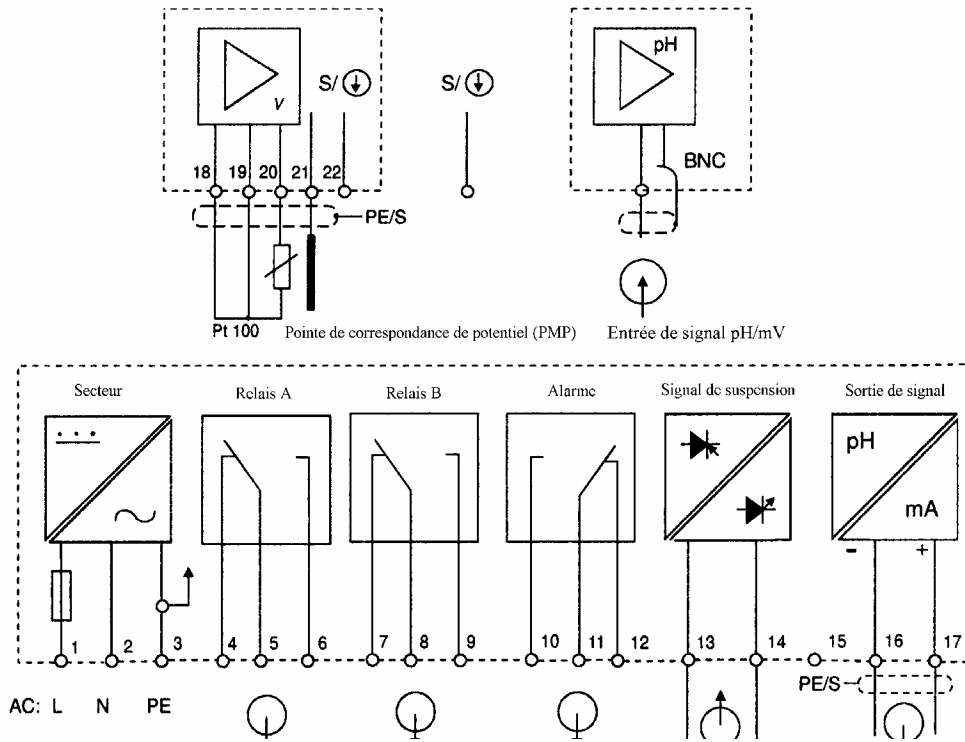 pH
S/ S/
V
BNC
18 19 20 21 22
PE/S
Pt 100 Pointe de correspondance de potentiel (PMP) Entrée de signal pH/mV
Secteur Relais A Relais B Alarme Signal de suspension Sortie de signal
pH
mA
- +
1 2 3 4 5 6 7 8 9 10 11 12 13 14 15 16 17
PE/S
AC: L N PE